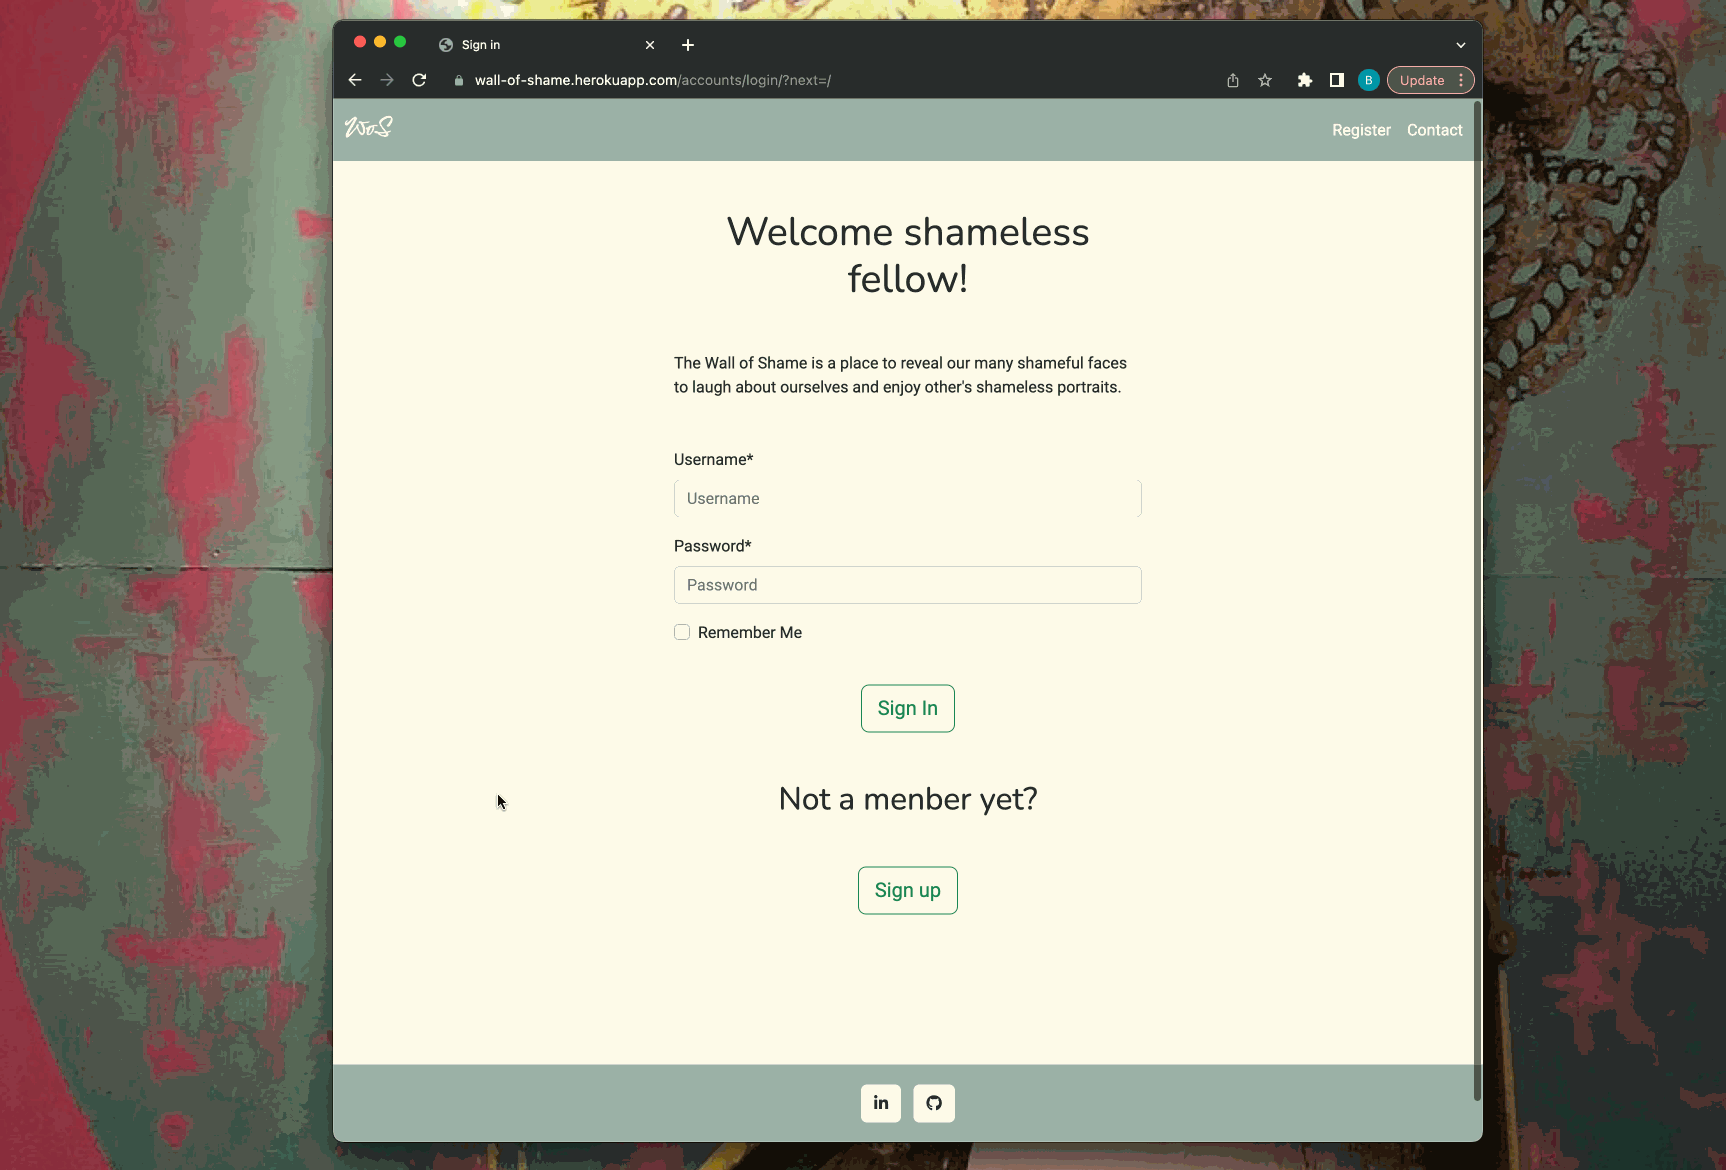 Sign in
wall-of-shame.herokuapp.com/accounts/login/?next=/
B
Update
WoS
Register Contact
Welcome shameless
fellow!
The Wall of Shame is a place to reveal our many shameful faces
to laugh about ourselves and enjoy other's shameless portraits.
Username*
Username
Password*
Password
Remember Me
Sign In
Not a menber yet?
Sign up
in